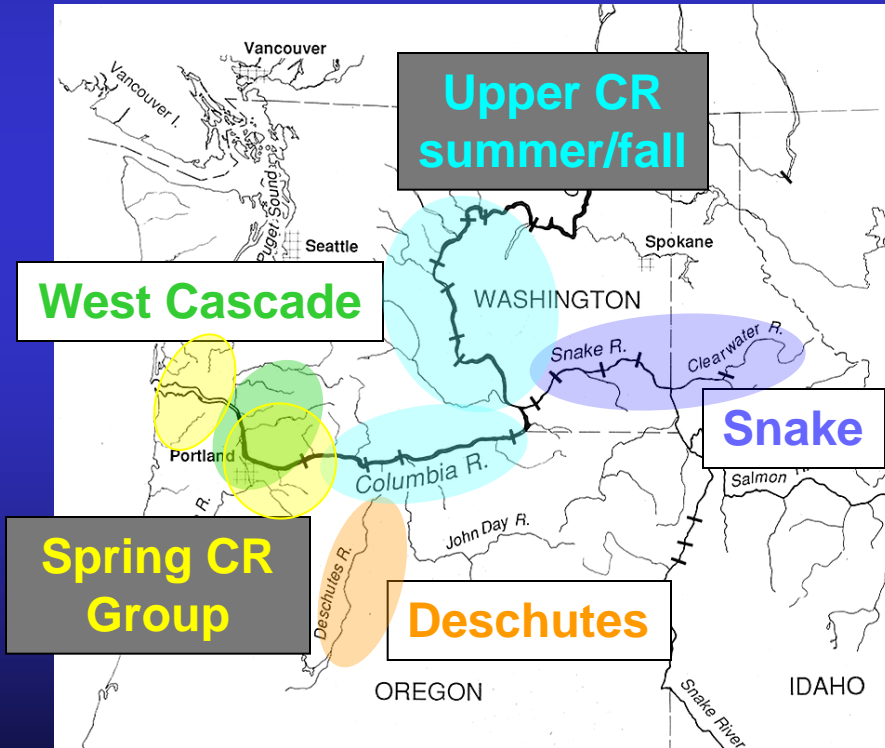 Vancouver
Vancouver I.
Upper CR
summer/fall
Puget Sound
Seattle
Spokane
West Cascade
WASHINGTON
Snake R.
Clearwater R.
Snake
Portland
Columbia R.
Salmon
R.
John Day R.
Spring CR
Group
Deschutes R.
Deschutes
OREGON
IDAHO
Snake River